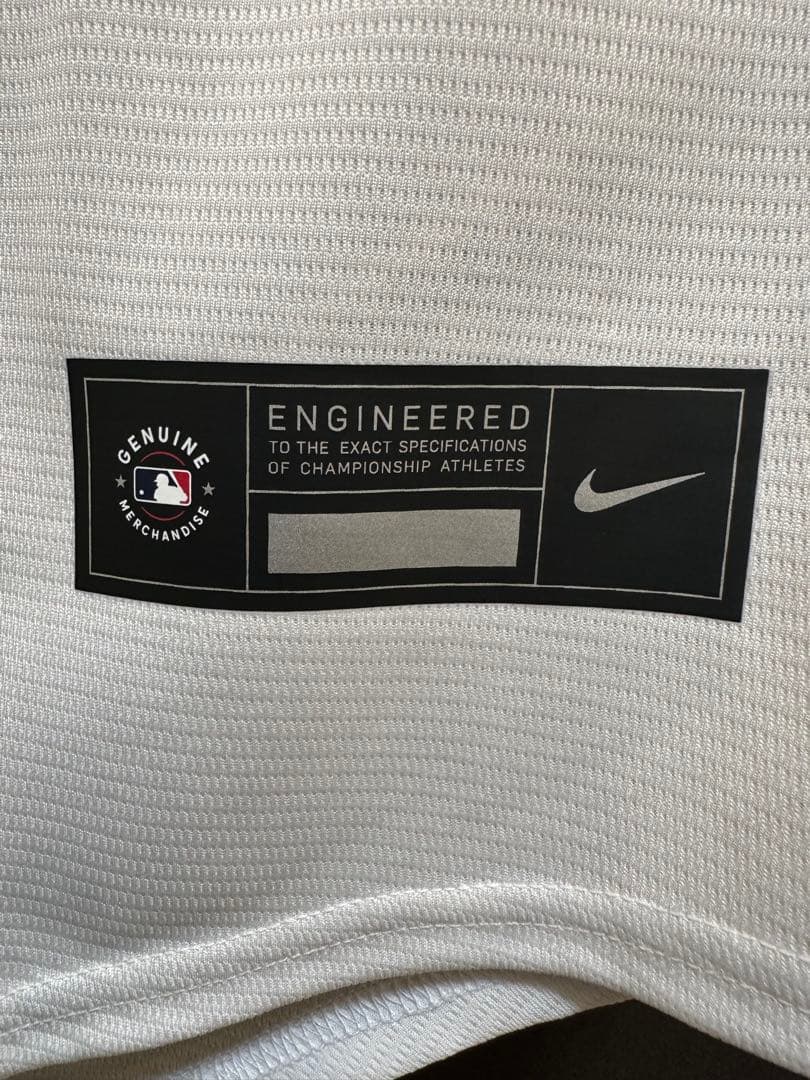 GENUINE
MERCHANDISE
ENGINEERED
TO THE EXACT SPECIFICATIONS
OF CHAMPIONSHIP ATHLETES